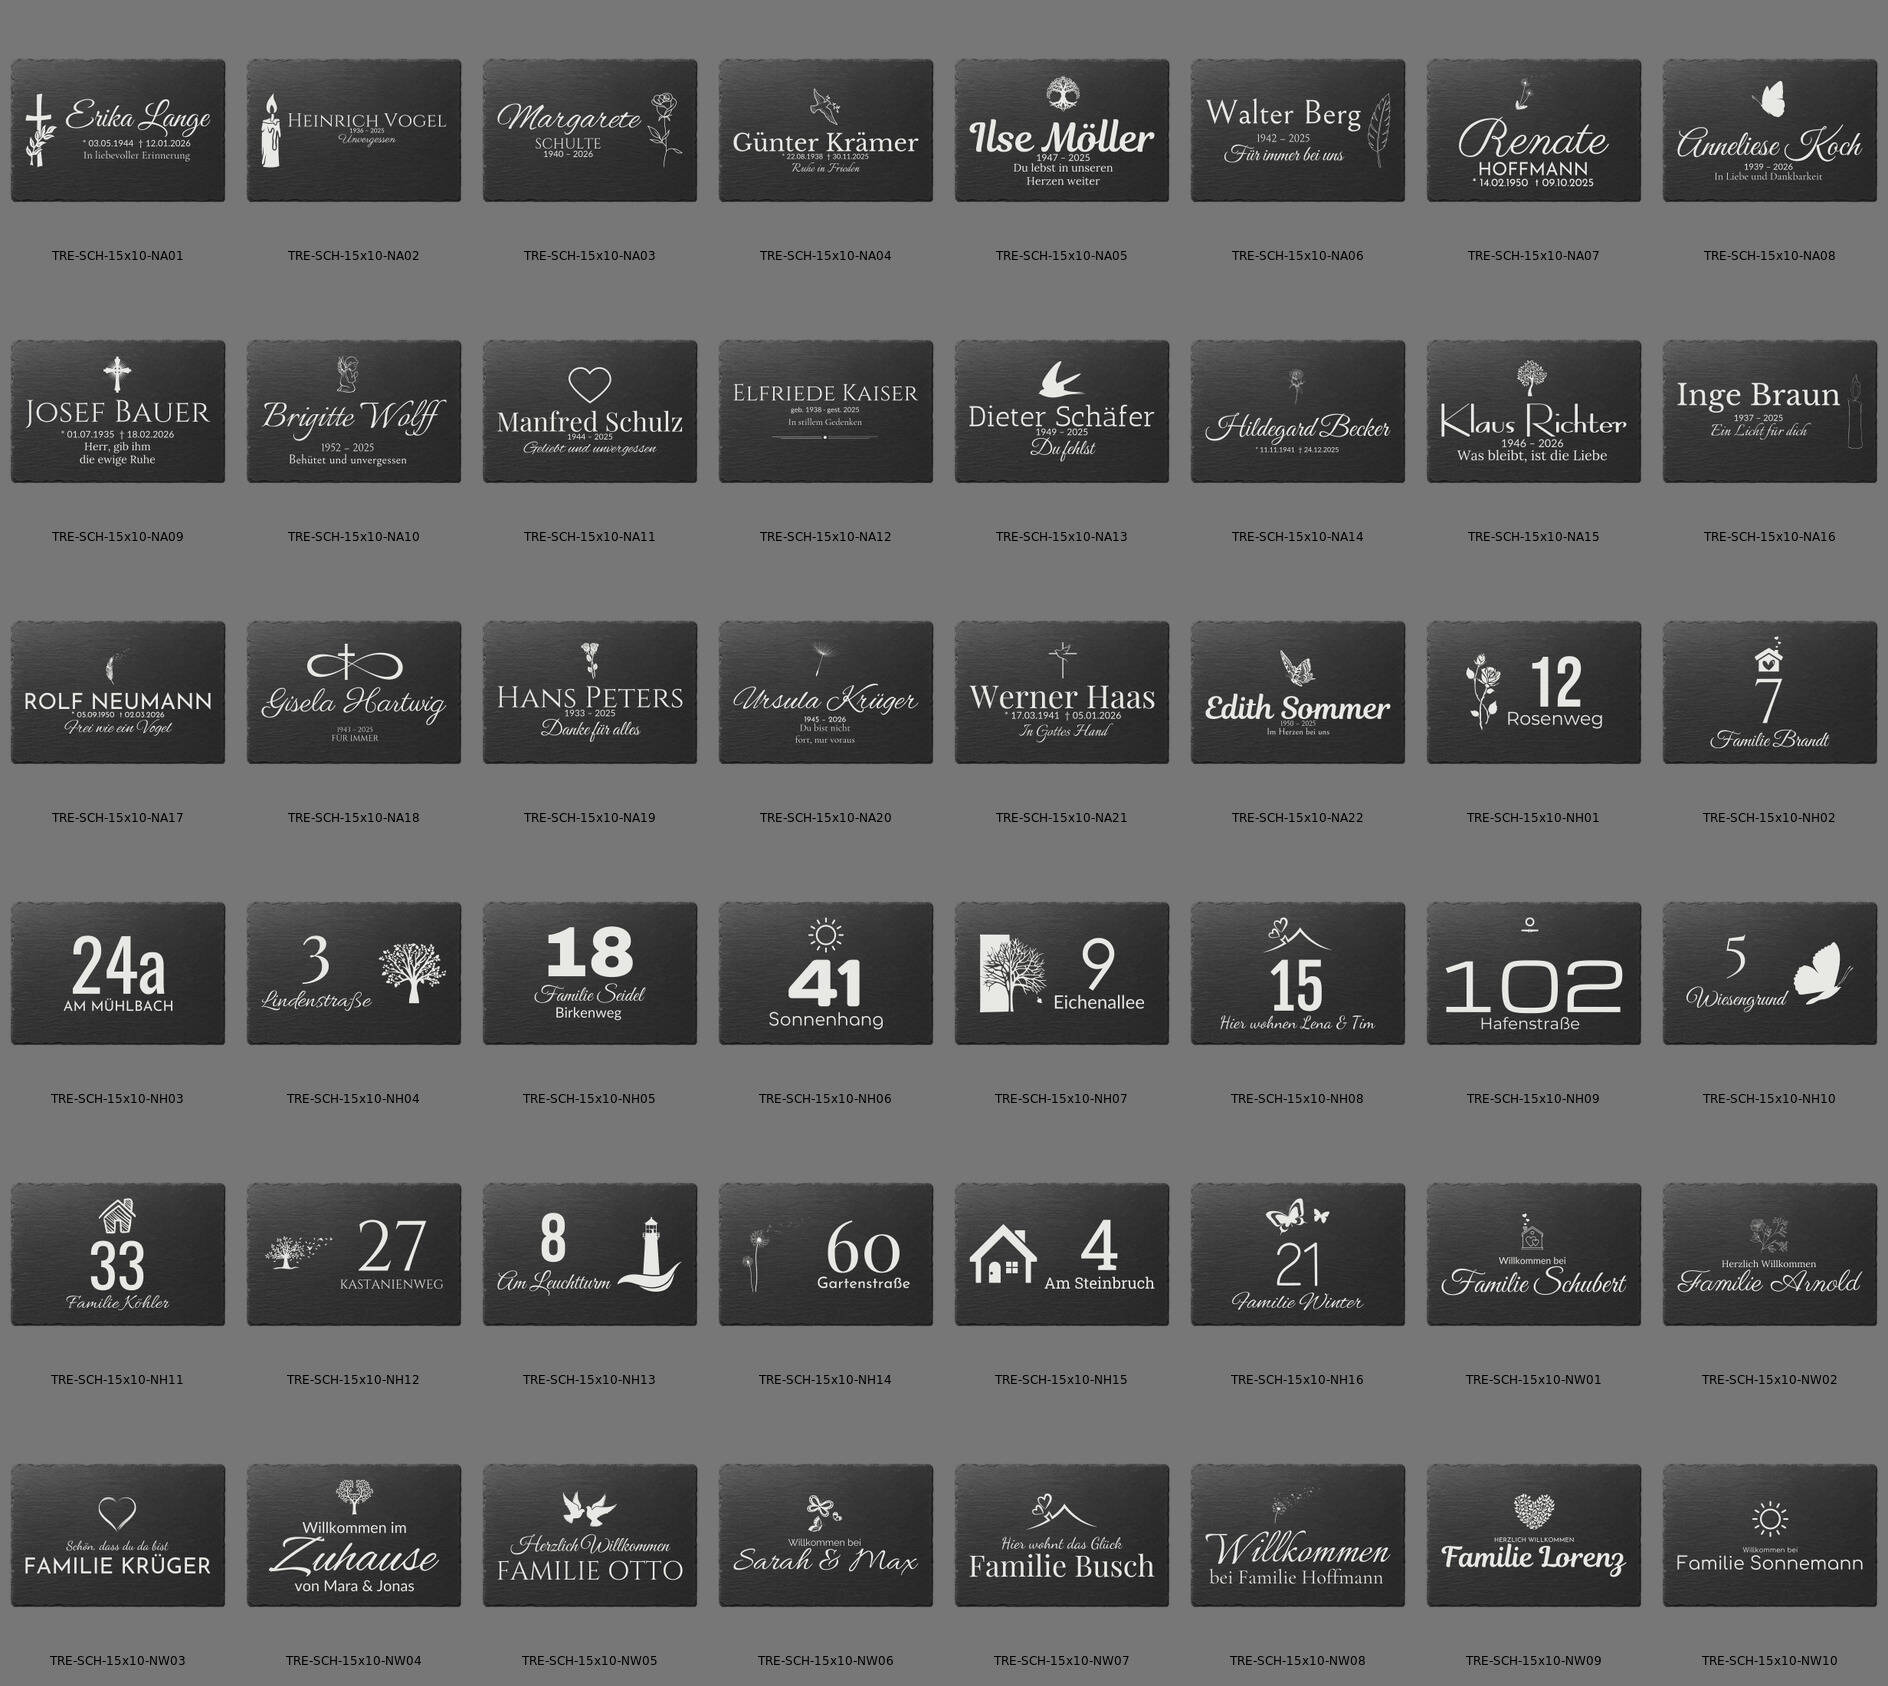 Erika Lange
* 03.05.1944 † 12.01.2026
In liebevoller Erinnerung
TRE-SCH-15x10-NA01
HEINRICH VOGEL
1936 – 2025
Unvergessen
TRE-SCH-15x10-NA02
Margarete
SCHULTE
1940 – 2026
TRE-SCH-15x10-NA03
Günter Krämer
* 22.08.1938 † 30.11.2025
Ruhe in Frieden
TRE-SCH-15x10-NA04
Ilse Möller
1947 – 2025
Du lebst in unseren
Herzen weiter
TRE-SCH-15x10-NA05
Walter Berg
1942 – 2025
Für immer bei uns
TRE-SCH-15x10-NA06
Renate
HOFFMANN
* 14.02.1950 † 09.10.2025
TRE-SCH-15x10-NA07
Anneliese Koch
1939 – 2026
In Liebe und Dankbarkeit
TRE-SCH-15x10-NA08
JOSEF BAUER
* 01.07.1935 † 18.02.2026
Herr, gib ihm
die ewige Ruhe
TRE-SCH-15x10-NA09
Brigitte Wolff
1952 – 2025
Behütet und unvergessen
TRE-SCH-15x10-NA10
Manfred Schulz
1944 – 2025
Geliebt und unvergessen
TRE-SCH-15x10-NA11
ELFRIEDE KAISER
geb. 1938 · gest. 2025
In stillem Gedenken
TRE-SCH-15x10-NA12
Dieter Schäfer
1949 – 2025
Du fehlst
TRE-SCH-15x10-NA13
Hildegard Becker
* 11.11.1941 † 24.12.2025
TRE-SCH-15x10-NA14
Klaus Richter
1946 – 2026
Was bleibt, ist die Liebe
TRE-SCH-15x10-NA15
Inge Braun
1937 – 2025
Ein Licht für dich
TRE-SCH-15x10-NA16
ROLF NEUMANN
* 05.09.1950 † 02.03.2026
Frei wie ein Vogel
TRE-SCH-15x10-NA17
Gisela Hartwig
1943 – 2025
FÜR IMMER
TRE-SCH-15x10-NA18
HANS PETERS
1933 – 2025
Danke für alles
TRE-SCH-15x10-NA19
Ursula Krüger
1945 – 2026
Du bist nicht
fort, nur voraus
TRE-SCH-15x10-NA20
Werner Haas
* 17.03.1941 † 05.01.2026
In Gottes Hand
TRE-SCH-15x10-NA21
Edith Sommer
1950 – 2025
Im Herzen bei uns
TRE-SCH-15x10-NA22
12
Rosenweg
TRE-SCH-15x10-NH01
7
Familie Brandt
TRE-SCH-15x10-NH02
24a
AM MÜHLBACH
TRE-SCH-15x10-NH03
3
Lindenstraße
TRE-SCH-15x10-NH04
18
Familie Seidel
Birkenweg
TRE-SCH-15x10-NH05
41
Sonnenhang
TRE-SCH-15x10-NH06
9
Eichenallee
TRE-SCH-15x10-NH07
15
Hier wohnen Lena & Tim
TRE-SCH-15x10-NH08
102
Hafenstraße
TRE-SCH-15x10-NH09
5
Wiesengrund
TRE-SCH-15x10-NH10
33
Familie Köhler
TRE-SCH-15x10-NH11
27
KASTANIENWEG
TRE-SCH-15x10-NH12
8
Am Leuchtturm
TRE-SCH-15x10-NH13
60
Gartenstraße
TRE-SCH-15x10-NH14
4
Am Steinbruch
TRE-SCH-15x10-NH15
21
Familie Winter
TRE-SCH-15x10-NH16
Willkommen bei
Familie Schubert
TRE-SCH-15x10-NW01
Herzlich Willkommen
Familie Arnold
TRE-SCH-15x10-NW02
Schön, dass du da bist
FAMILIE KRÜGER
TRE-SCH-15x10-NW03
Willkommen im
Zuhause
von Mara & Jonas
TRE-SCH-15x10-NW04
Herzlich Willkommen
FAMILIE OTTO
TRE-SCH-15x10-NW05
Willkommen bei
Sarah & Max
TRE-SCH-15x10-NW06
Hier wohnt das Glück
Familie Busch
TRE-SCH-15x10-NW07
Willkommen
bei Familie Hoffmann
TRE-SCH-15x10-NW08
HERZLICH WILLKOMMEN
Familie Lorenz
TRE-SCH-15x10-NW09
Willkommen bei
Familie Sonnemann
TRE-SCH-15x10-NW10